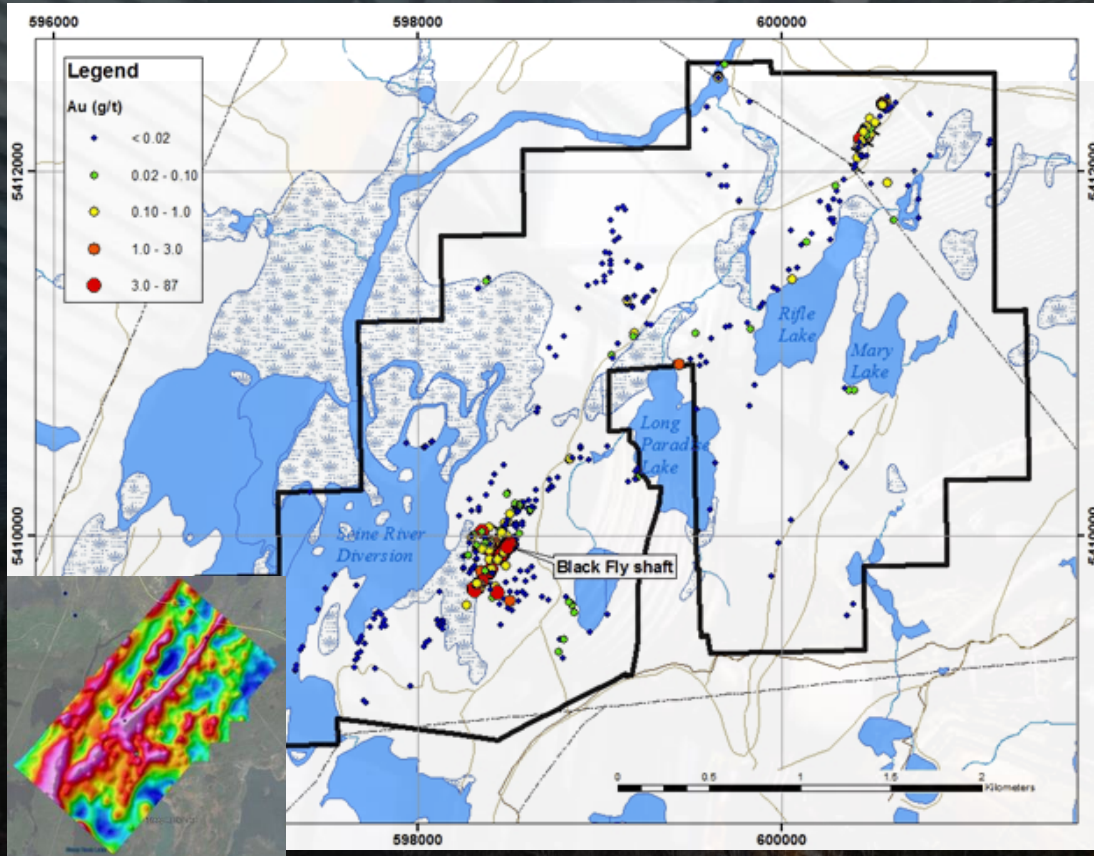 596000
598000
600000
Legend
Au (g/t)
< 0.02
0.02 - 0.10
0.10 - 1.0
1.0 - 3.0
3.0 - 87
5412000
5412000
Rifle
Lake
Mary
Lake
Long
Paradise
Lake
5410000
5410000
Seine River
Diversion
Black Fly shaft
0
0.5
1
1.5
2
Kilometers
598000
600000